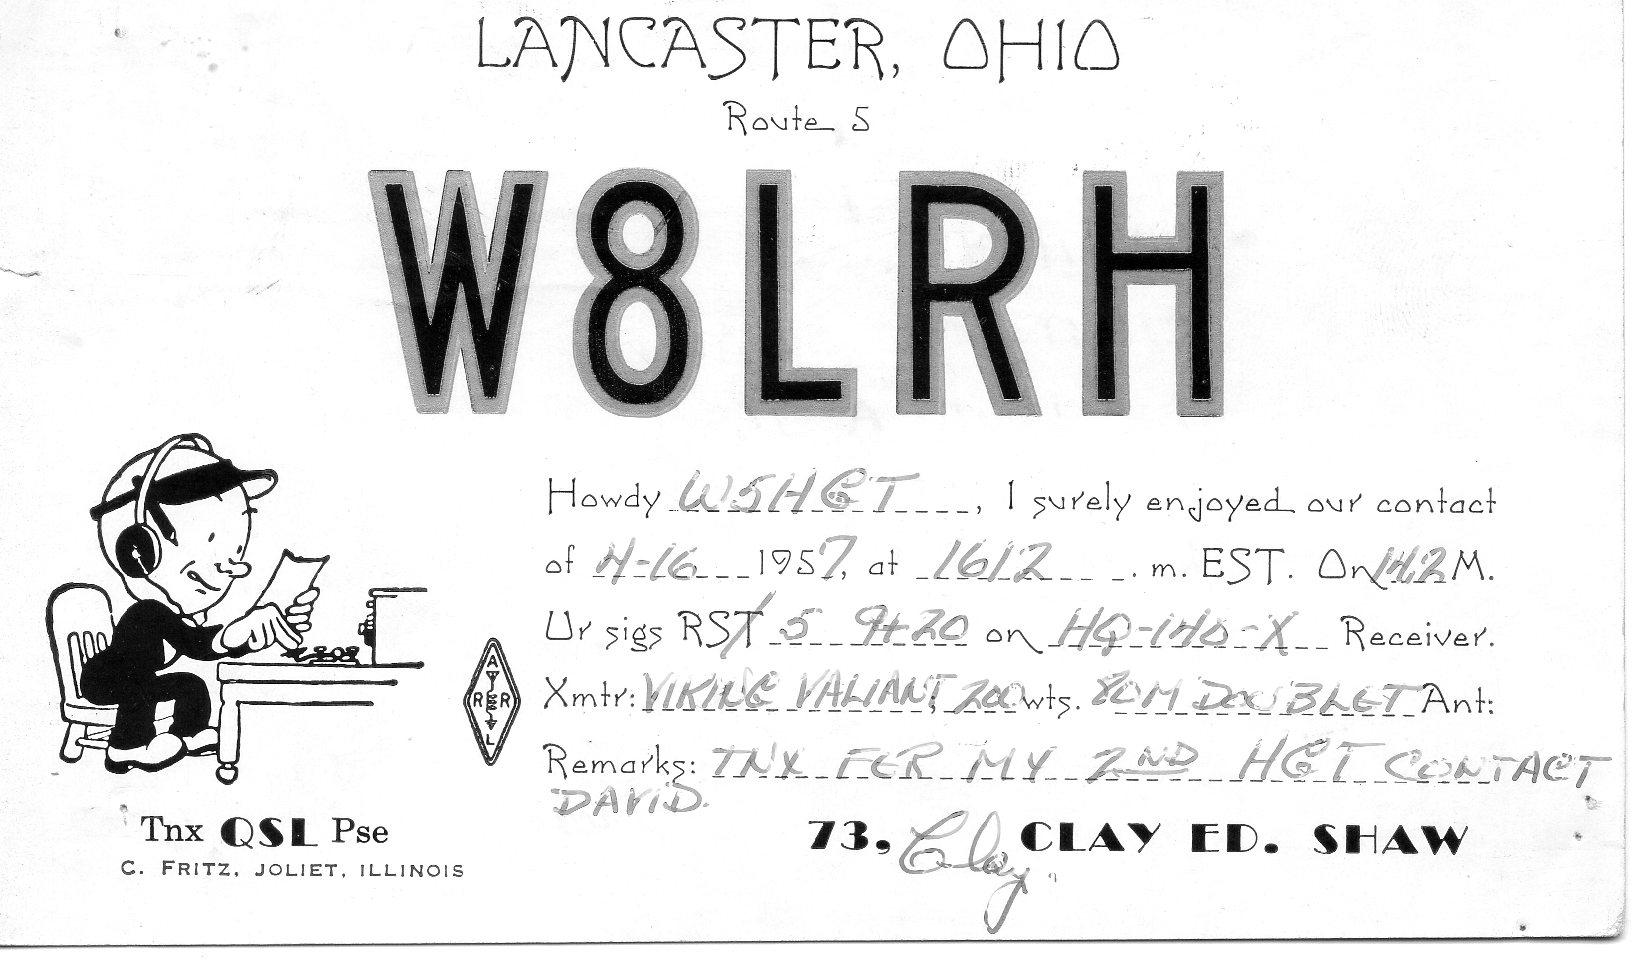 LANCASTER, OHIO
Route 5
W8LRH
Howdy W5HGT, I surely enjoyed our contact
of 4-16 1957, at 1612 . m. EST. On 14.2 M.
Ur sigs RST 5 9+20 on HQ-140-X Receiver.
Xmtr: VIKING VALIANT, 200 wts. 80M DOUBLET Ant:
Remarks: TNX FER MY 2ND HGT CONTACT
DAVID.
73, Clay. CLAY ED. SHAW
ARRL
Tnx QSL Pse
C. FRITZ, JOLIET, ILLINOIS